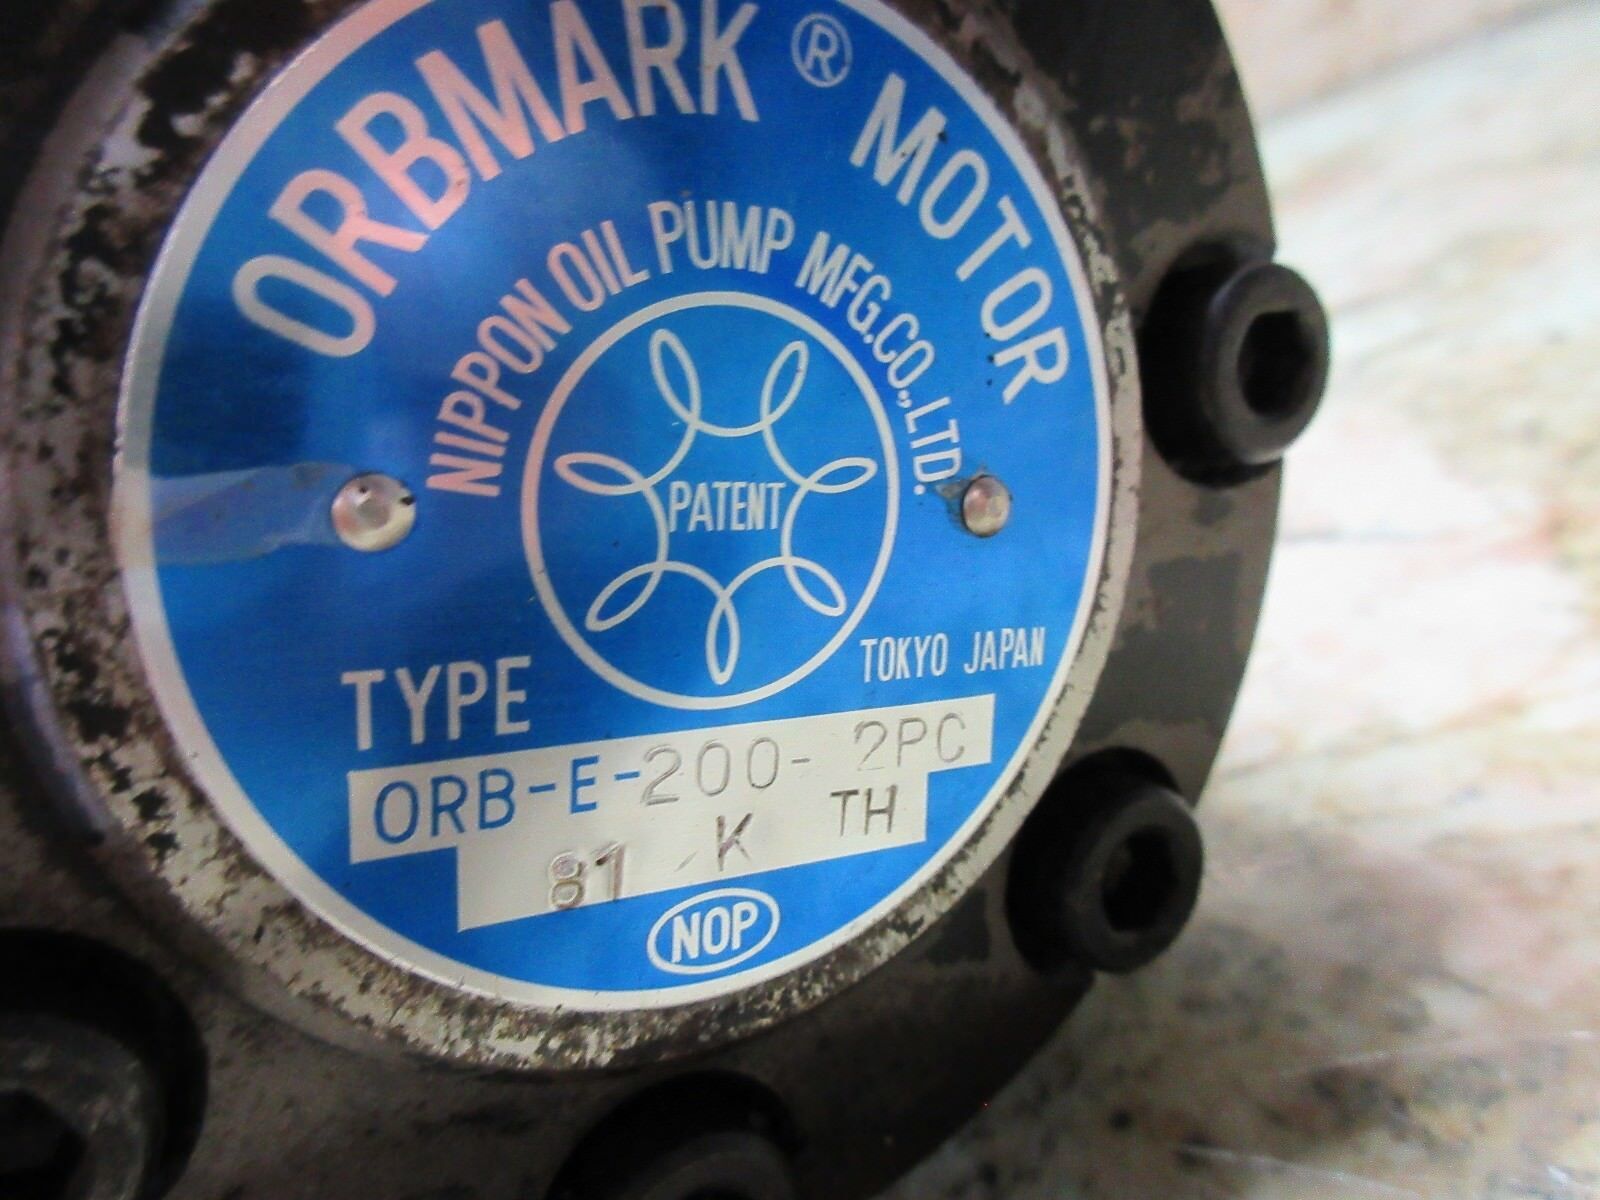 ORBMARK ® MOTOR
NIPPON OIL PUMP MFG.CO.,LTD.
PATENT
TOKYO JAPAN
TYPE
ORB-E-200- 2PC
81 K TH
NOP